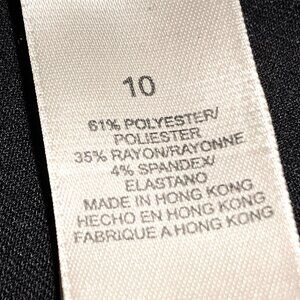 10
61% POLYESTER/
POLIESTER
35% RAYON/RAYONNE
4% SPANDEX/
ELASTANO
MADE IN HONG KONG
HECHO EN HONG KONG
FABRIQUE A HONG KONG